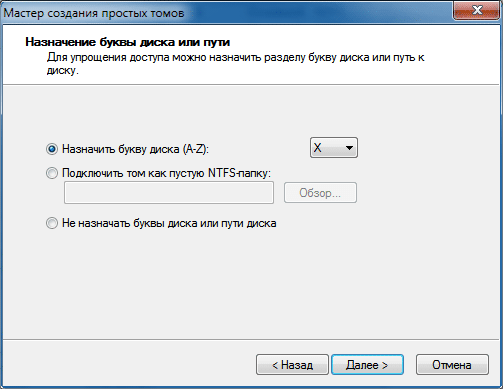 Мастер создания простых томов
Назначение буквы диска или пути
Для упрощения доступа можно назначить разделу букву диска или путь к
диску.
Назначить букву диска (A-Z):
X
Подключить том как пустую NTFS-папку:
Обзор...
Не назначать буквы диска или пути диска
< Назад
Далее >
Отмена